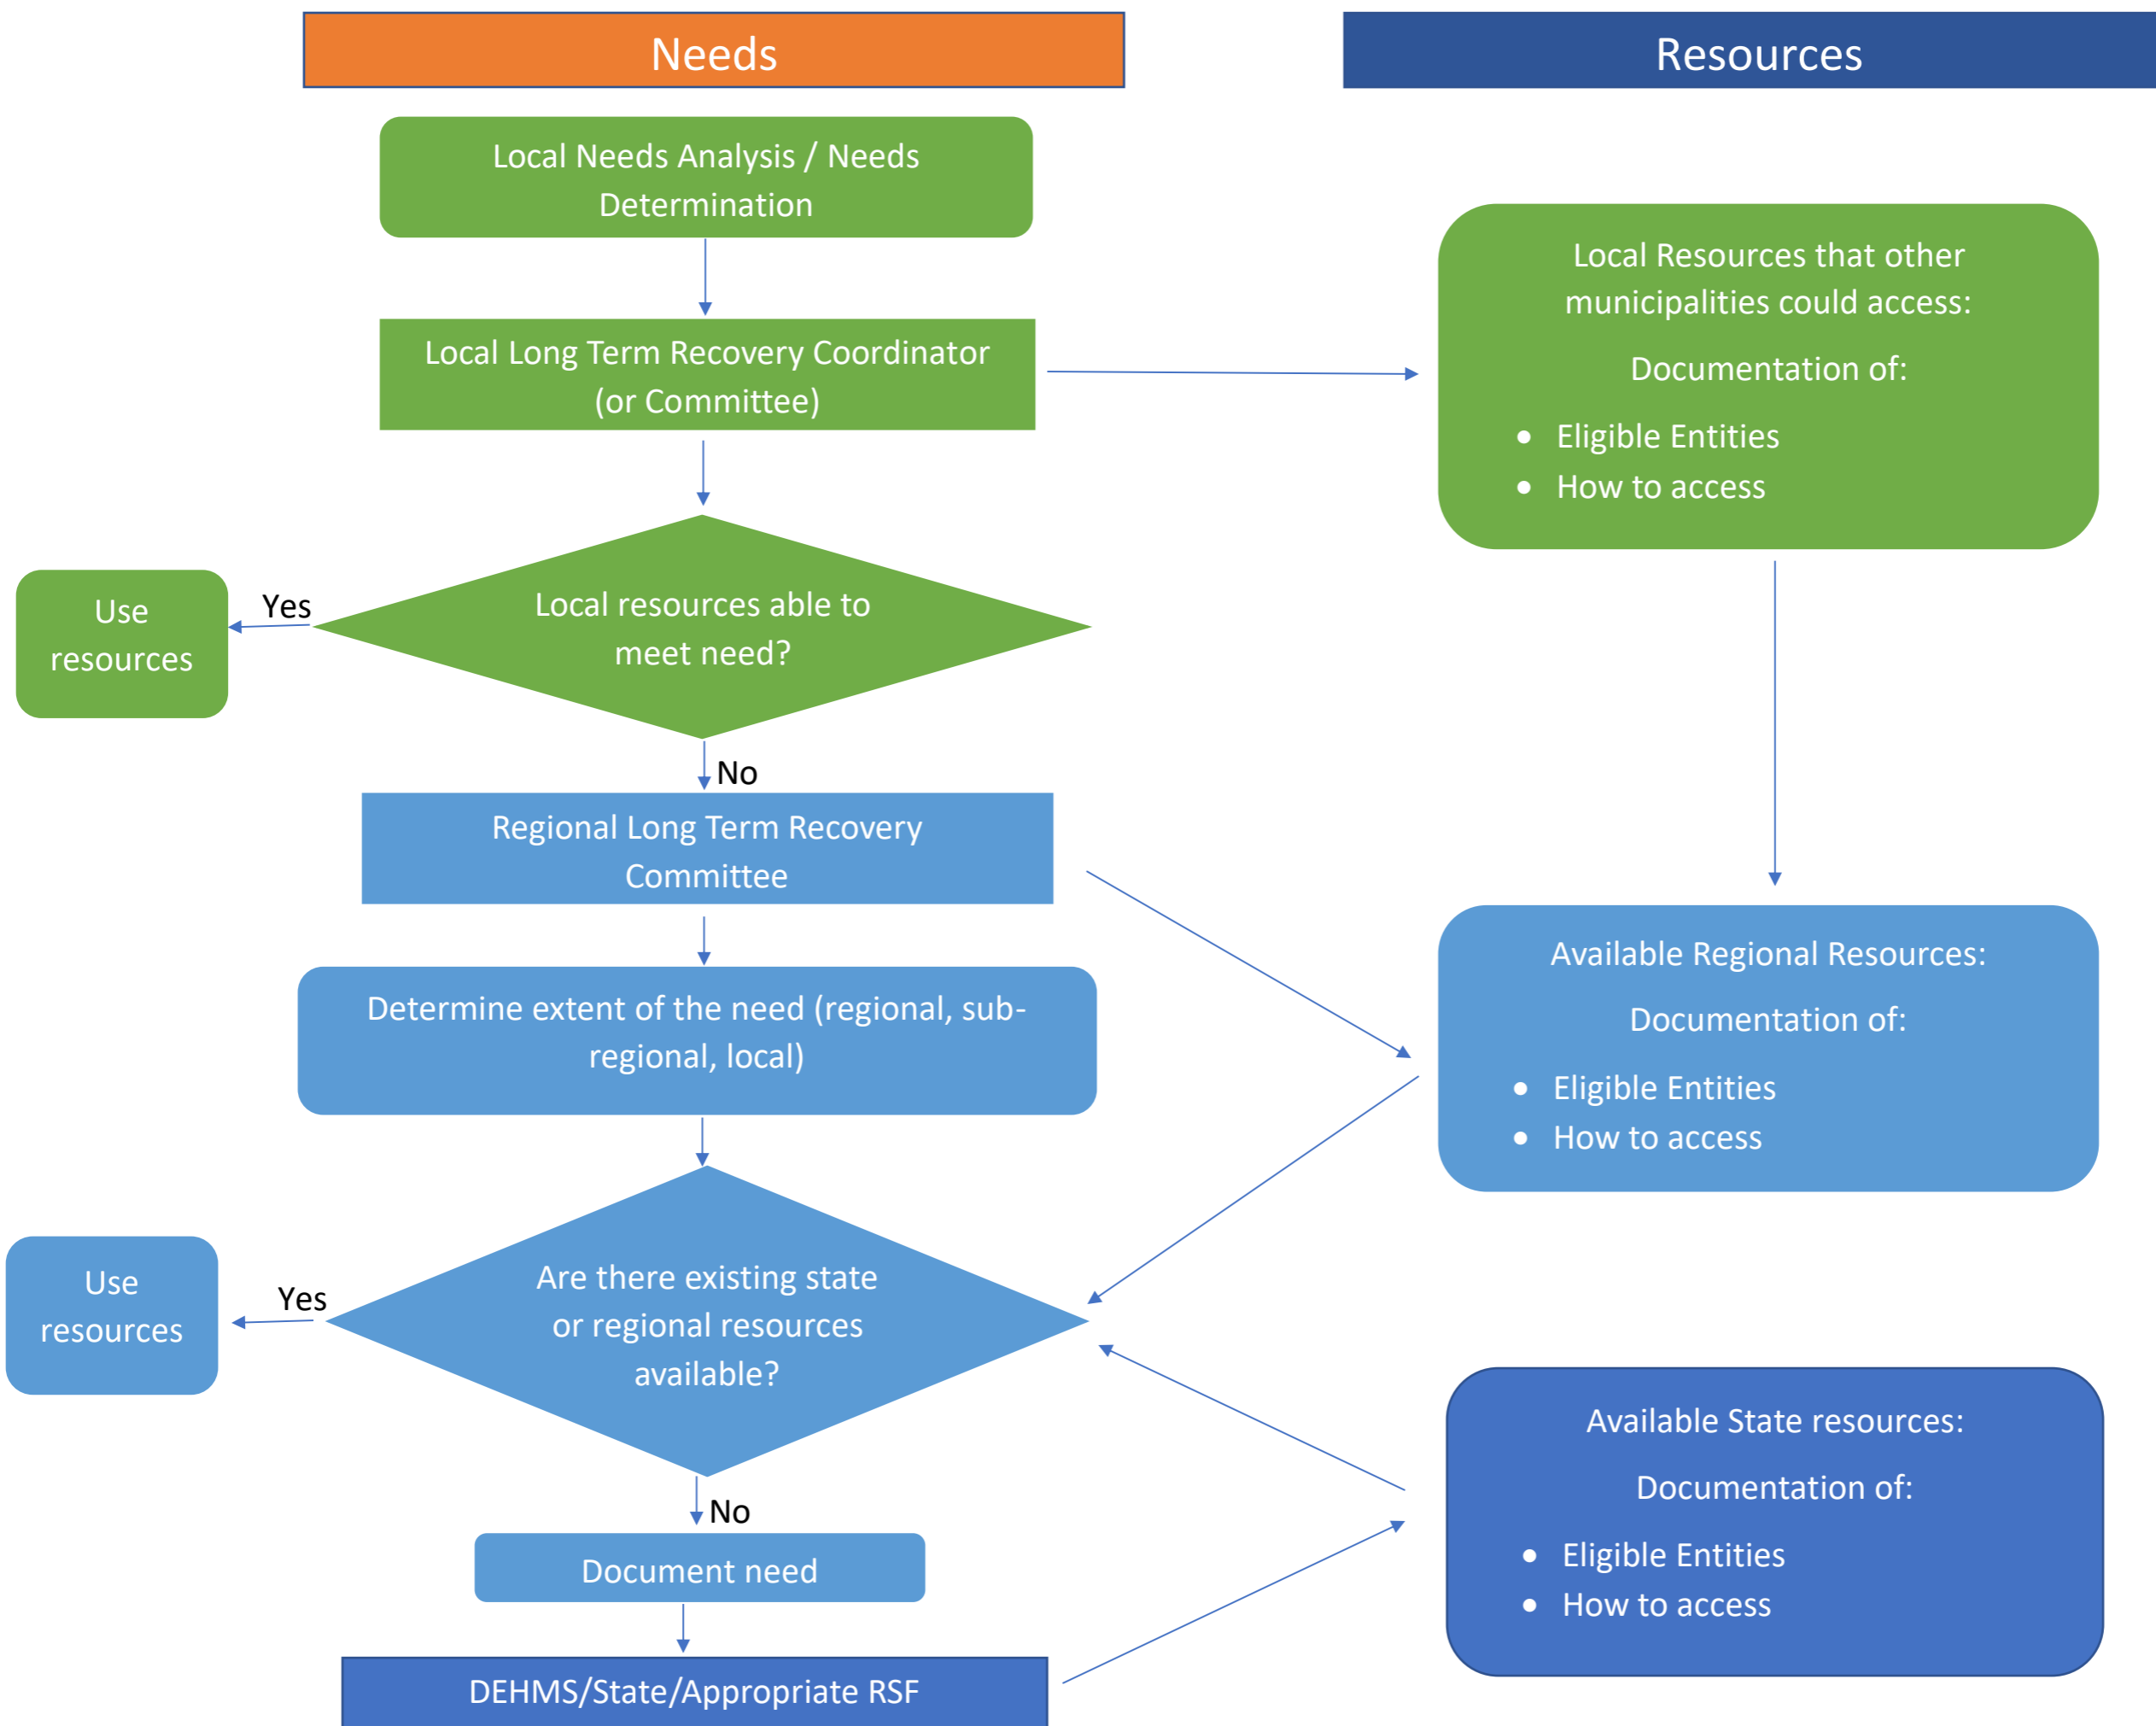 Needs
Resources
Local Needs Analysis / Needs
Determination
Local Resources that other
municipalities could access:
Documentation of:
• Eligible Entities
• How to access
Local Long Term Recovery Coordinator
(or Committee)
Local resources able to
meet need?
Yes
Use
resources
No
Regional Long Term Recovery
Committee
Available Regional Resources:
Documentation of:
• Eligible Entities
• How to access
Determine extent of the need (regional, sub-
regional, local)
Are there existing state
or regional resources
available?
Yes
Use
resources
Available State resources:
Documentation of:
• Eligible Entities
• How to access
No
Document need
DEHMS/State/Appropriate RSF